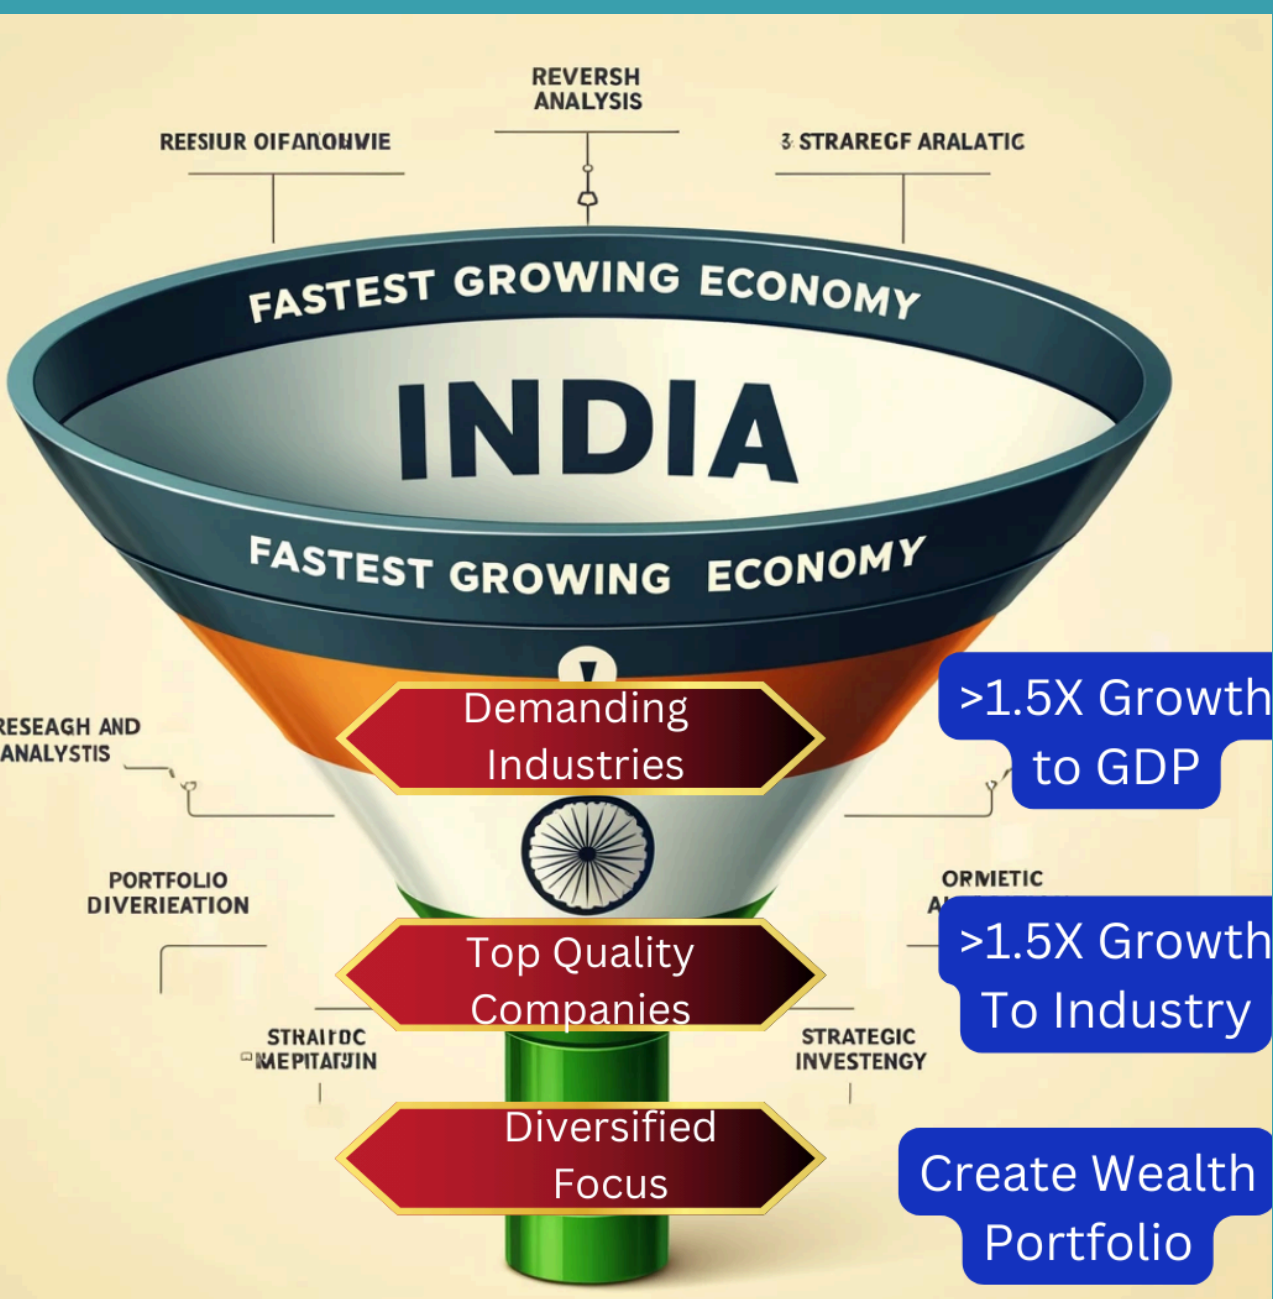 REVERSH
ANALYSIS
REESIUR OIFANOHVIE
3 STRAREGF ARALATIC
FASTEST GROWING ECONOMY
INDIA
FASTEST GROWING ECONOMY
Demanding
Industries
>1.5X Growth
to GDP
RESEAGH AND
ANALYSTIS
PORTFOLIO
DIVERIEATION
ORMETIC
Top Quality
Companies
>1.5X Growth
To Industry
STRATEGIC
INVESTENGY
Diversified
Focus
Create Wealth
Portfolio